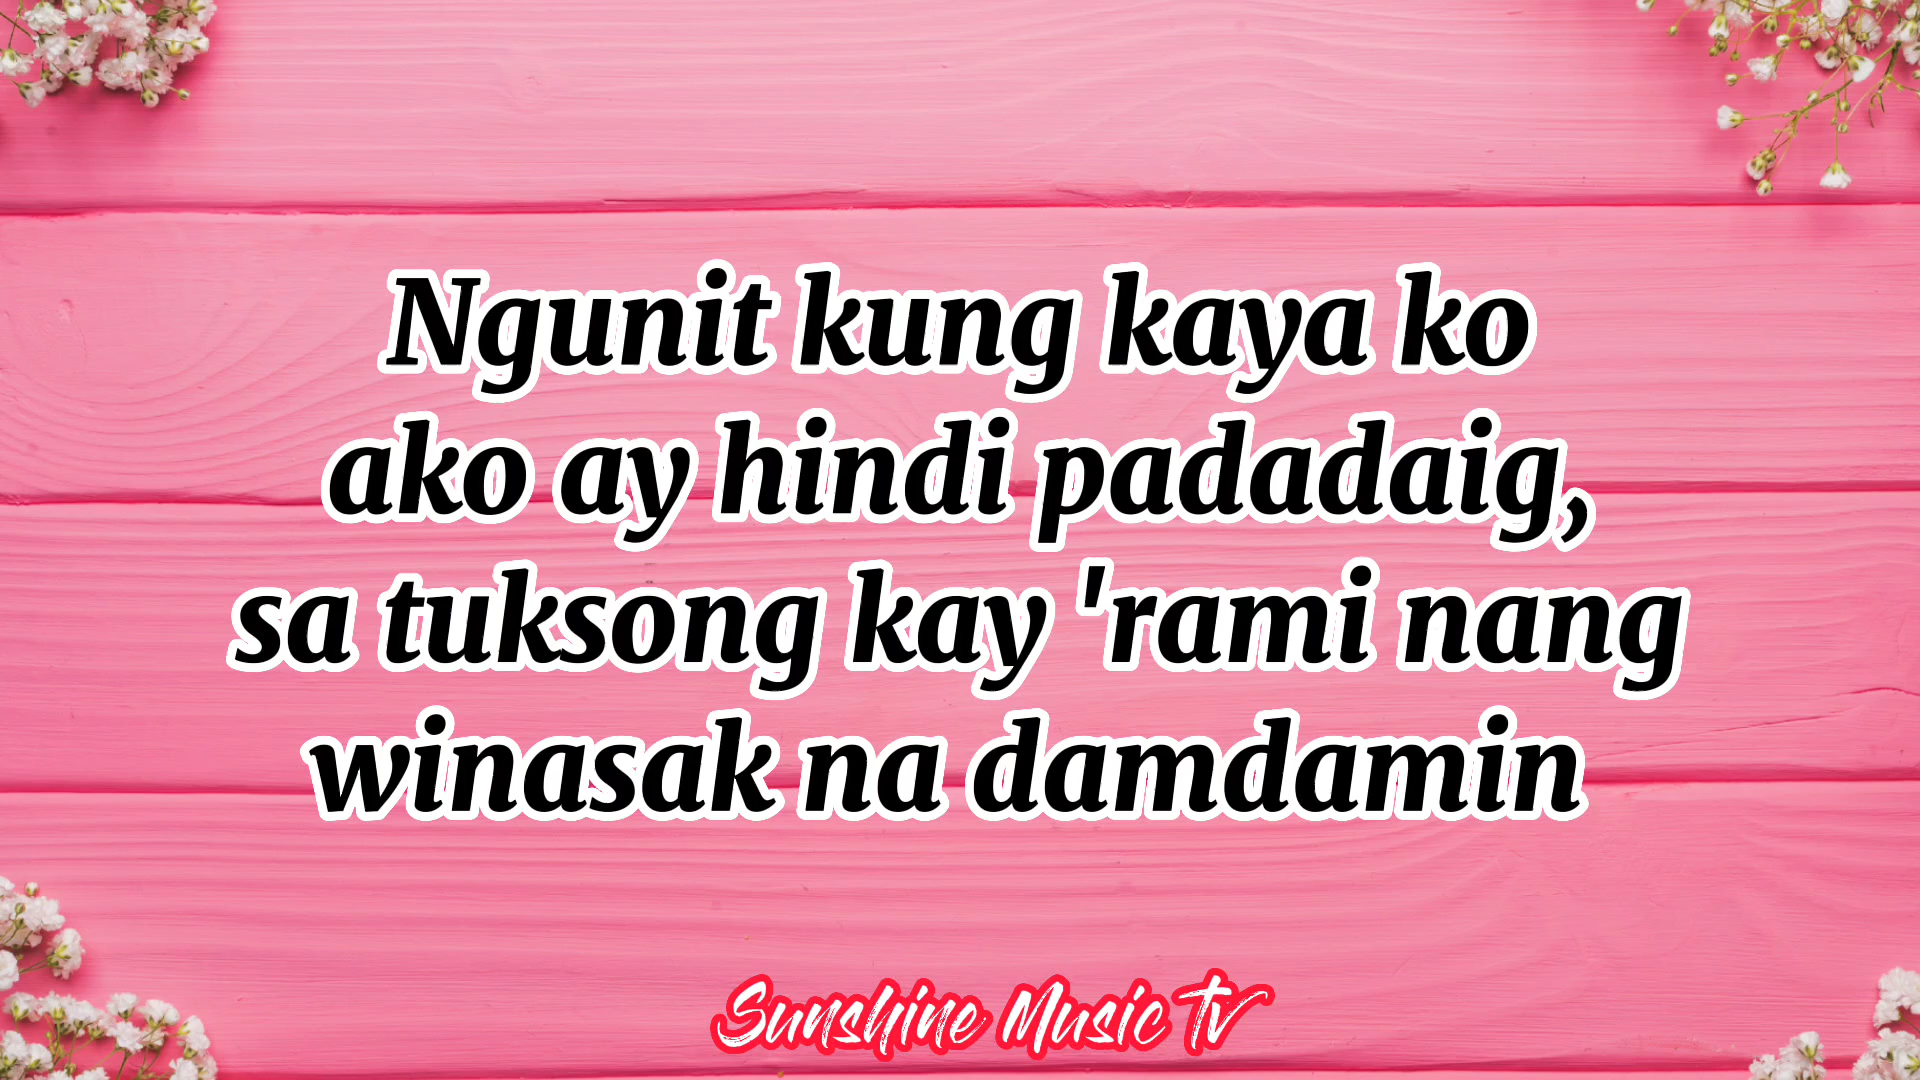 Ngunit kung kaya ko
ako ay hindi padadaig,
sa tuksong kay 'rami nang
winasak na damdamin
Sunshine Music Tv